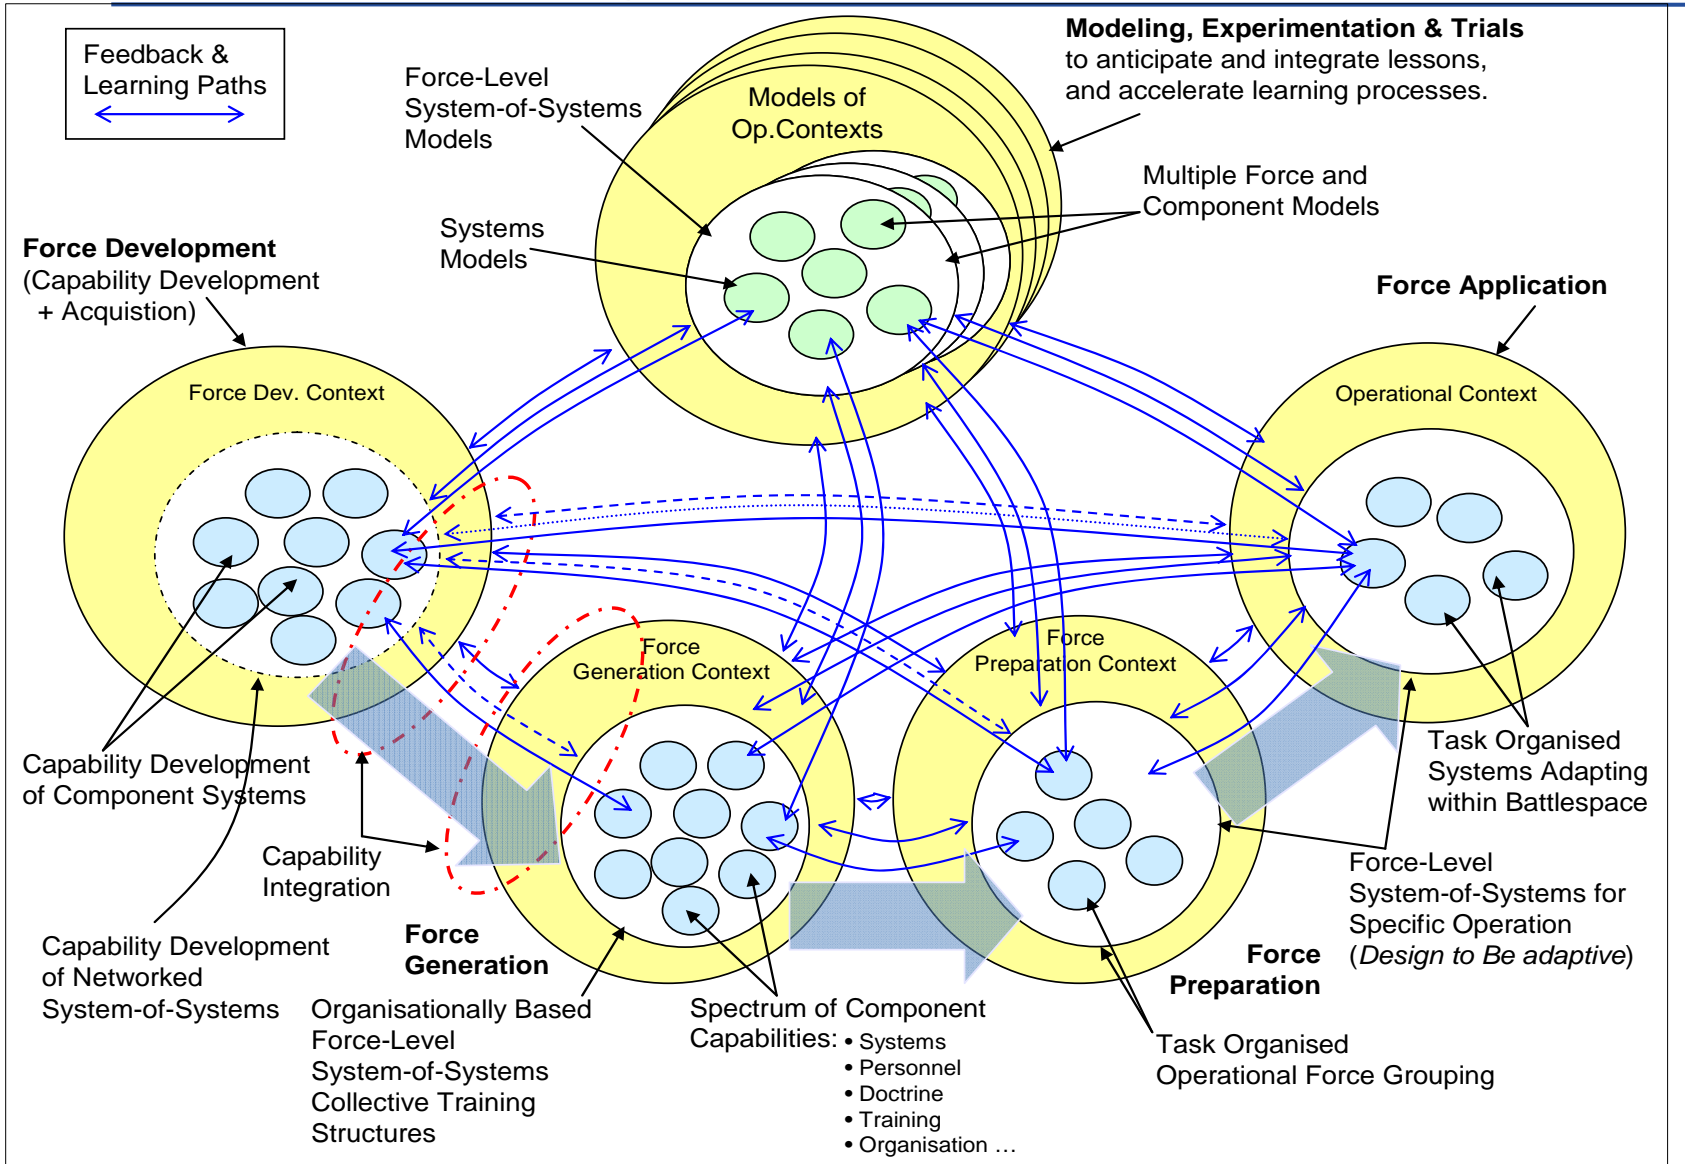 Feedback &
Learning Paths
Force-Level
System-of-Systems
Models
Models of
Op.Contexts
Modeling, Experimentation & Trials
to anticipate and integrate lessons,
and accelerate learning processes.
Multiple Force and
Component Models
Systems
Models
Force Development
(Capability Development
+ Acquistion)
Force Application
Force Dev. Context
Operational Context
Force
Generation Context
Force
Preparation Context
Capability Development
of Component Systems
Capability
Integration
Task Organised
Systems Adapting
within Battlespace
Capability Development
of Networked
System-of-Systems
Force
Generation
Organisationally Based
Force-Level
System-of-Systems
Collective Training
Structures
Spectrum of Component
Capabilities:
• Systems
• Personnel
• Doctrine
• Training
• Organisation ...
Force
Preparation
Task Organised
Operational Force Grouping
Force-Level
System-of-Systems for
Specific Operation
(Design to Be adaptive)